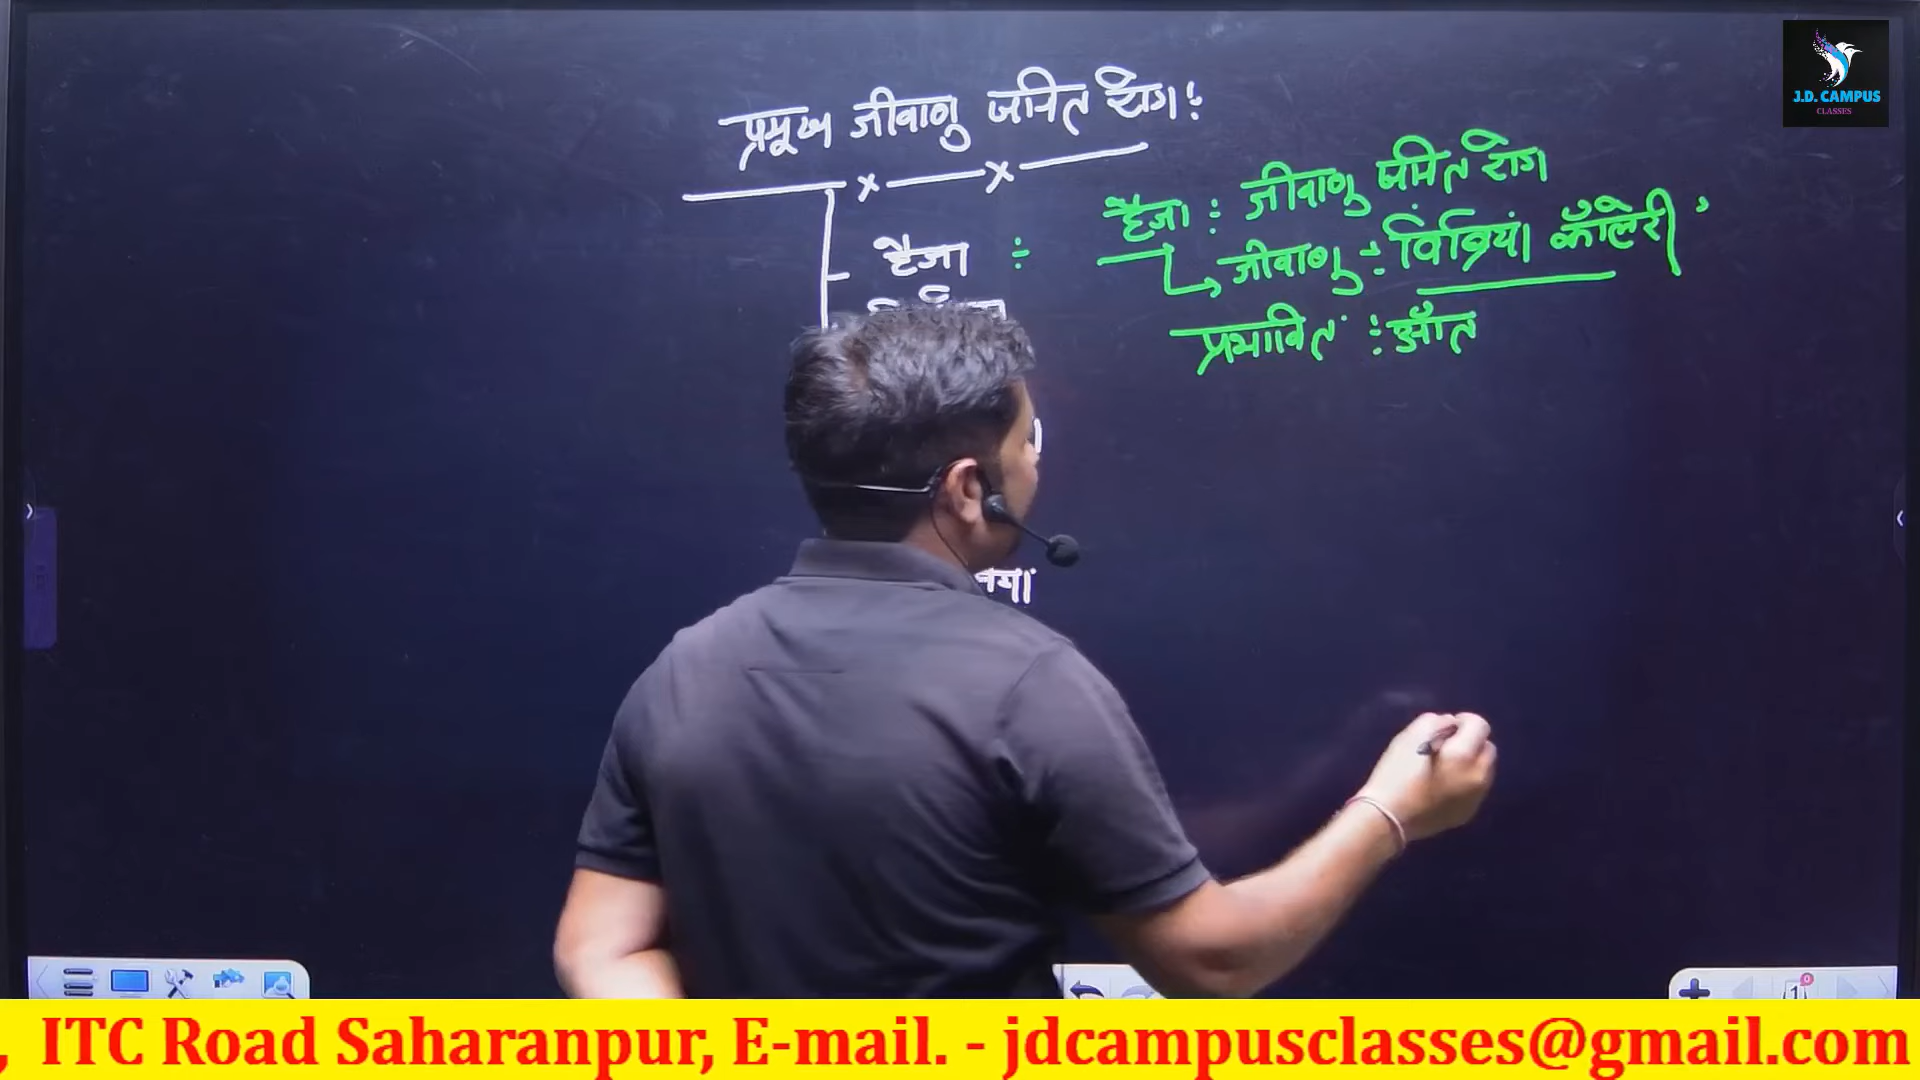 प्रमुख जीवाणु जनित रोग :
हैजा :
हैजा : जीवाणु जनित रोग
जीवाणु : विब्रियो कॉलेरी
प्रभावित : आँत
J.D. CAMPUS
CLASSES
, ITC Road Saharanpur, E-mail. - jdcampusclasses@gmail.com